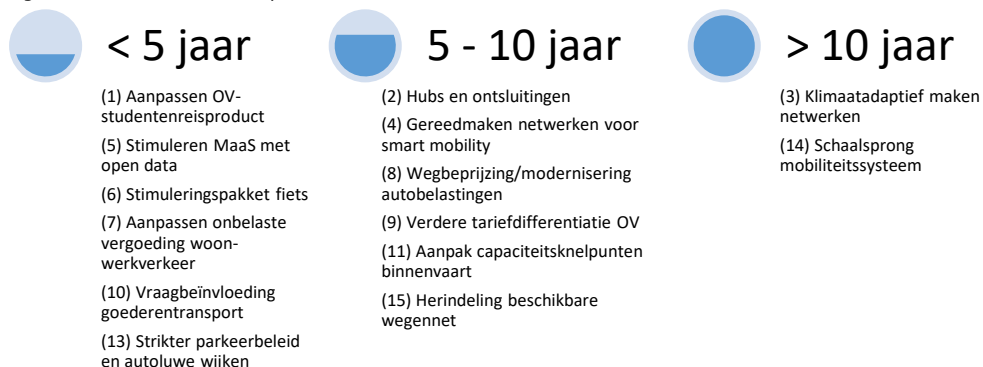 < 5 jaar
(1) Aanpassen OV-
studentenreisproduct
(5) Stimuleren MaaS met
open data
(6) Stimuleringspakket fiets
(7) Aanpassen onbelaste
vergoeding woon-
werkverkeer
(10) Vraagbeïnvloeding
goederentransport
(13) Strikter parkeerbeleid
en autoluwe wijken
5 - 10 jaar
(2) Hubs en ontsluitingen
(4) Gereedmaken netwerken voor
smart mobility
(8) Wegbeprijzing/modernisering
autobelastingen
(9) Verdere tariefdifferentiatie OV
(11) Aanpak capaciteitsknelpunten
binnenvaart
(15) Herindeling beschikbare
wegennet
> 10 jaar
(3) Klimaatadaptief maken
netwerken
(14) Schaalsprong
mobiliteitssysteem